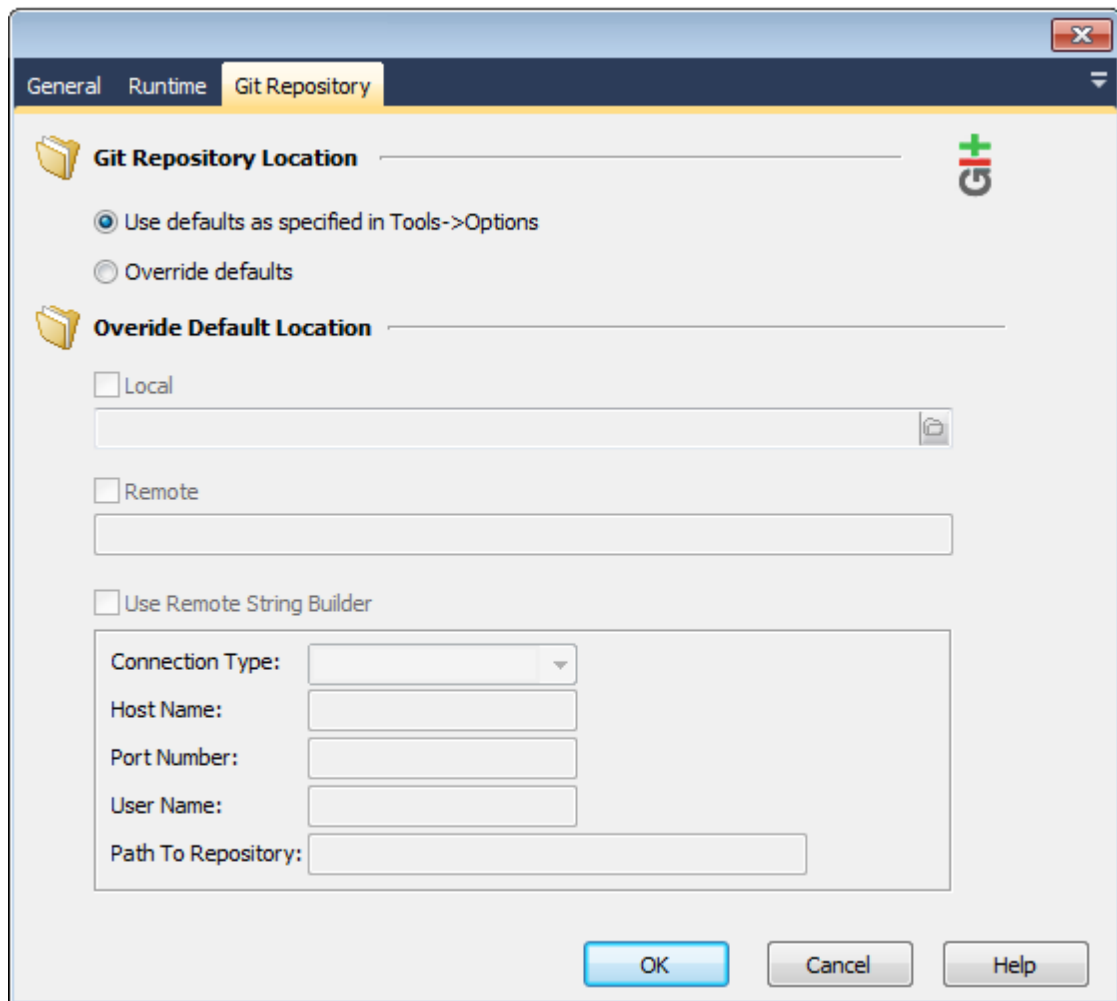 General Runtime Git Repository
Git Repository Location
GIt
Use defaults as specified in Tools->Options
Override defaults
Overide Default Location
Local
Remote
Use Remote String Builder
Connection Type:
Host Name:
Port Number:
User Name:
Path To Repository:
OK Cancel Help